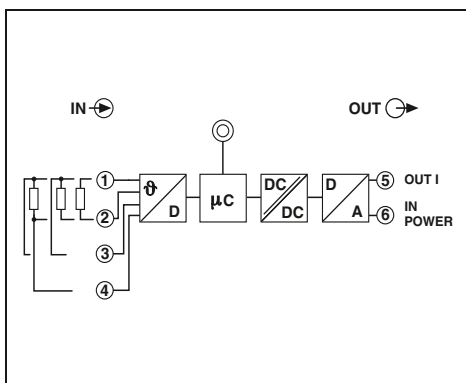 IN OUT
1 5 OUT I
ϑ D μC DC DC D A
2 6 IN POWER
3
4